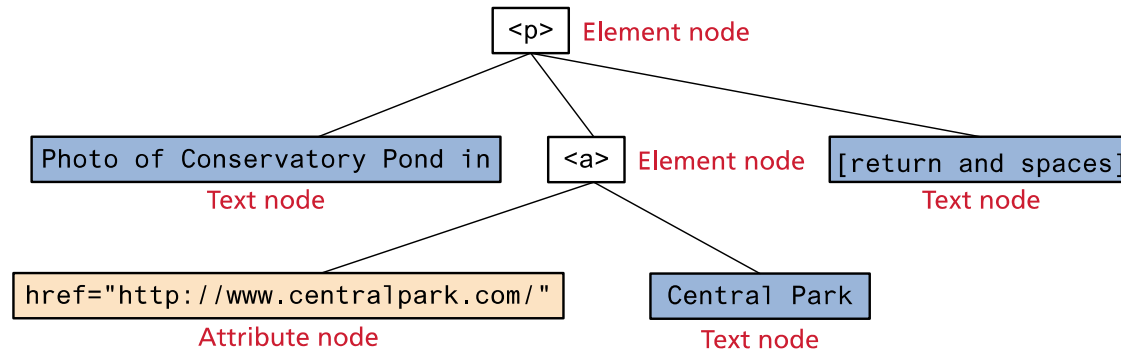 <p> Element node
Photo of Conservatory Pond in
<a> Element node
[return and spaces]
Text node
Text node
href="http://www.centralpark.com/"
Central Park
Attribute node
Text node